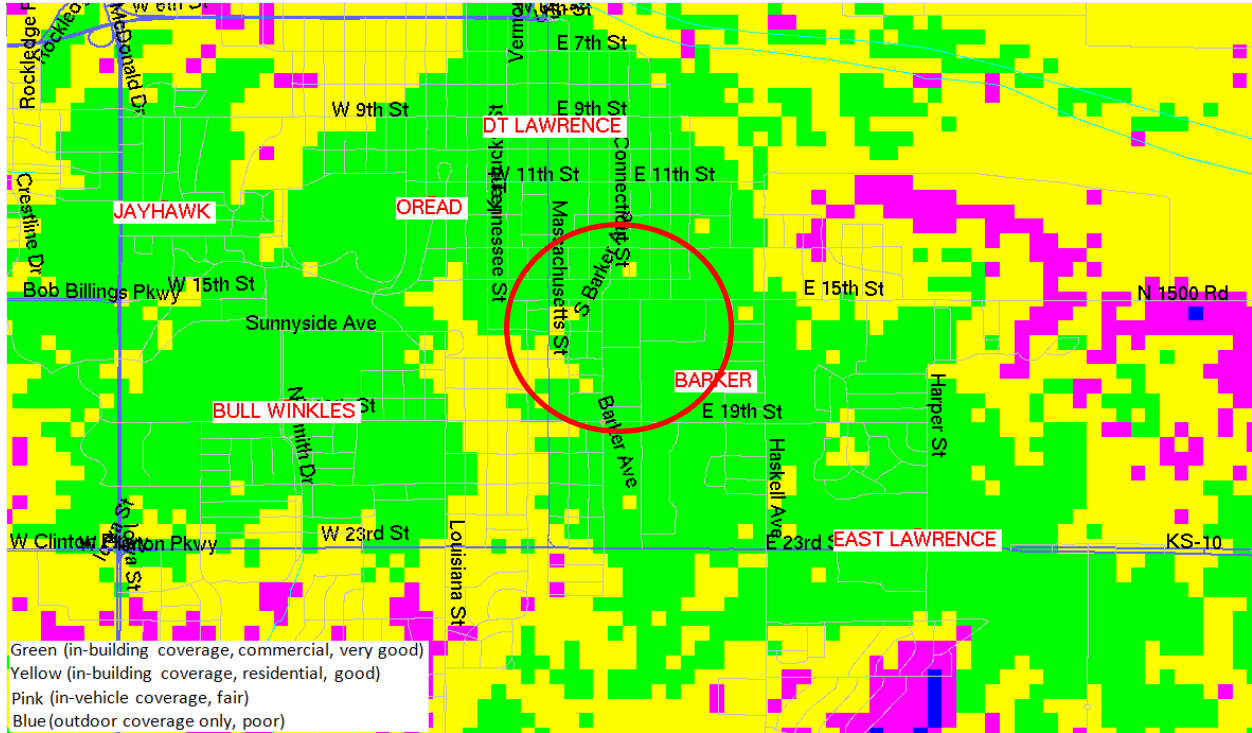 W 6th St
E 7th St
Rockledge
McDonald Dr
Vermo
W 9th St
E 9th St
DT LAWRENCE
Connecticut St
W 11th St
E 11th St
Tennessee St
Crestline Dr
JAYHAWK
OREAD
Massachusetts St
S Barker
W 15th St
Bob Billings Pkwy
E 15th St
N 1500 Rd
Sunnyside Ave
BARKER
Harper St
BULL WINKLES
E 19th St
Barker Ave
Haskell Ave
Louisiana St
W 23rd St
Iowa St
E 23rd S
EAST LAWRENCE
KS-10
Green (in-building coverage, commercial, very good)
Yellow (in-building coverage, residential, good)
Pink (in-vehicle coverage, fair)
Blue (outdoor coverage only, poor)